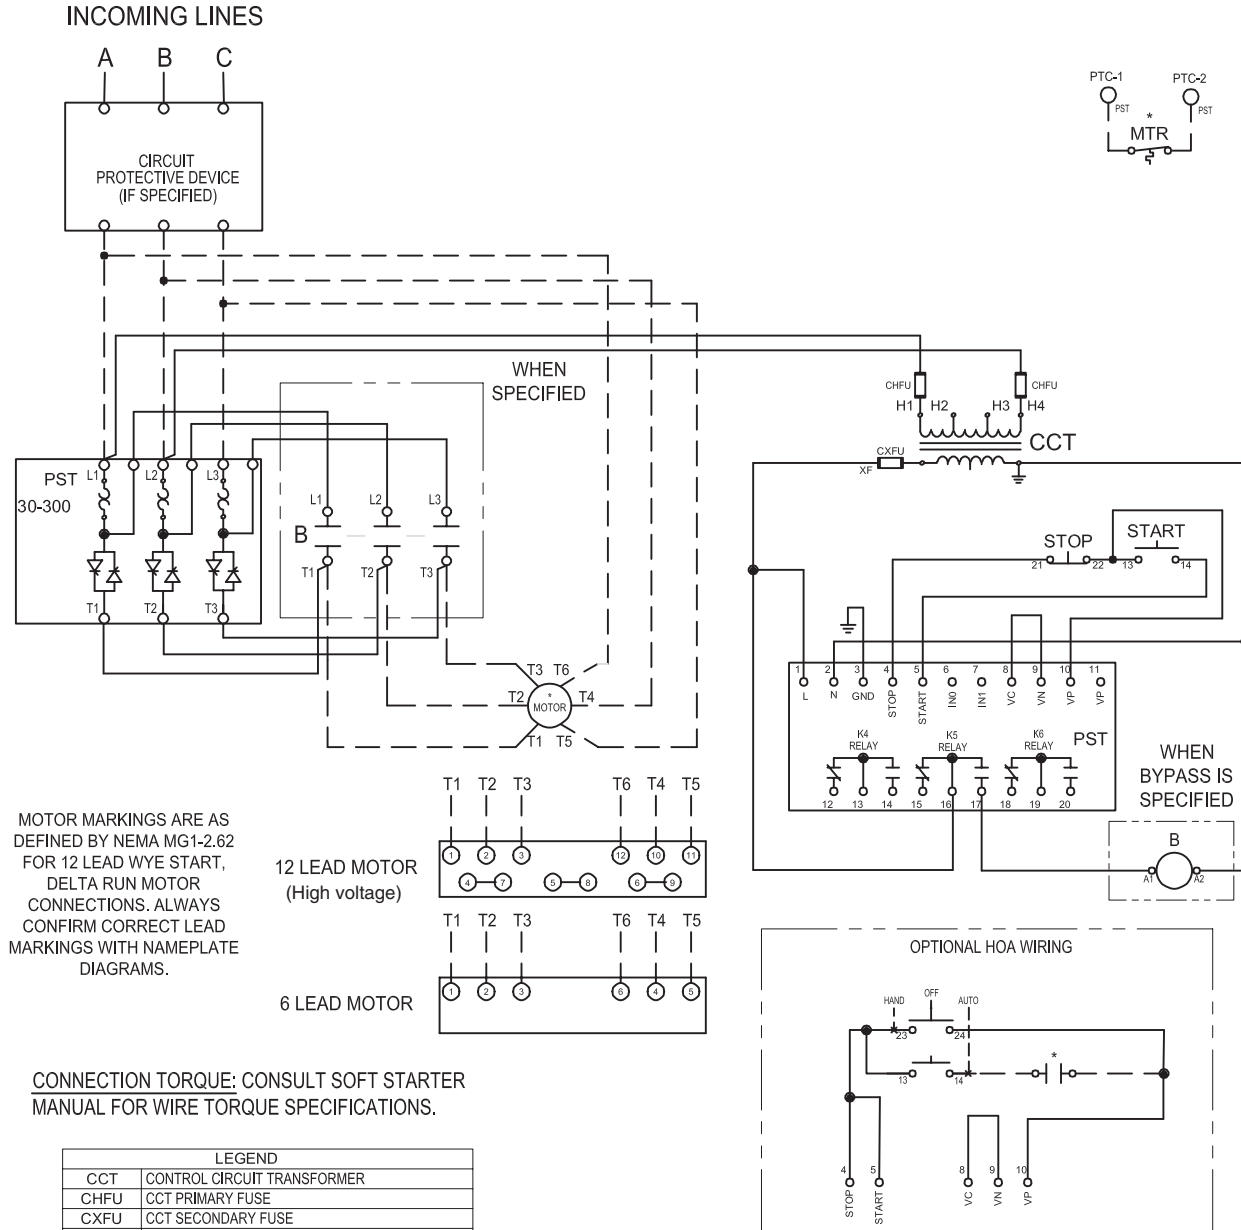 INCOMING LINES
A B C
CIRCUIT
PROTECTIVE DEVICE
(IF SPECIFIED)
PTC-1 PTC-2
PST PST
*
MTR
WHEN
SPECIFIED
CHFU CHFU
H1 H2 H3 H4
CCT
CXFU
XF
PST
30-300
L1 L2 L3
T1 T2 T3
L1 L2 L3
B
T1 T2 T3
STOP START
21 22 13 14
T3 T6
T2 * T4
MOTOR
T1 T5
1 2 3 4 5 6 7 8 9 10 11
L N GND STOP START IN0 IN1 VC VN VP VP
PST
K4
RELAY
K5
RELAY
K6
RELAY
12 13 14 15 16 17 18 19 20
WHEN
BYPASS IS
SPECIFIED
B
A1 A2
MOTOR MARKINGS ARE AS
DEFINED BY NEMA MG1-2.62
FOR 12 LEAD WYE START,
DELTA RUN MOTOR
CONNECTIONS. ALWAYS
CONFIRM CORRECT LEAD
MARKINGS WITH NAMEPLATE
DIAGRAMS.
T1 T2 T3 T6 T4 T5
12 LEAD MOTOR
(High voltage)
1 2 3 12 10 11
4 7 5 8 6 9
T1 T2 T3 T6 T4 T5
6 LEAD MOTOR
1 2 3 6 4 5
OPTIONAL HOA WIRING
HAND OFF AUTO
23 24
13 14 *
4 5 8 9 10
STOP START VC VN VP
CONNECTION TORQUE: CONSULT SOFT STARTER
MANUAL FOR WIRE TORQUE SPECIFICATIONS.
LEGEND
CCT CONTROL CIRCUIT TRANSFORMER
CHFU CCT PRIMARY FUSE
CXFU CCT SECONDARY FUSE